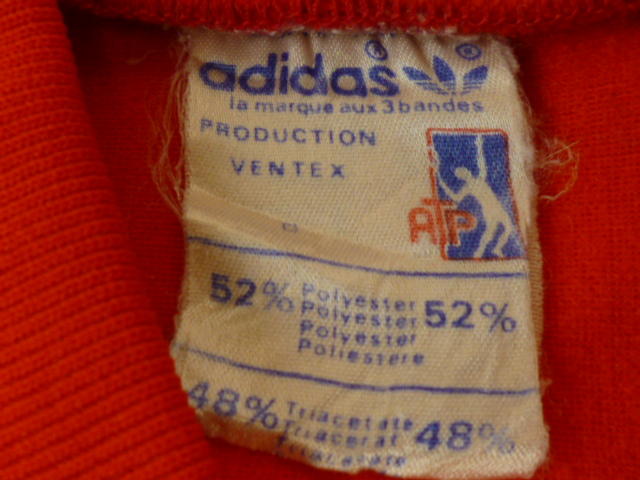 adidas® ®
la marque aux 3 bandes
PRODUCTION
VENTEX
ATP
52% Polyester 52%
Polyester
Polyester
Poliestere
48% Triacetate 48%
Triacetat